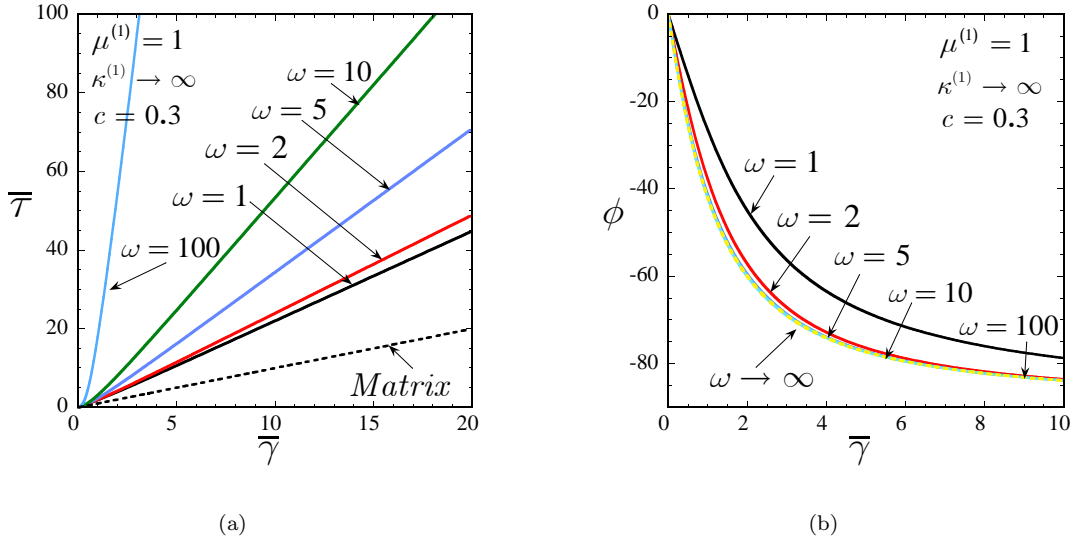 100
80
60
40
20
0
τ̅
μ⁽¹⁾ = 1
κ⁽¹⁾ → ∞
c = 0.3
ω = 10
ω = 5
ω = 2
ω = 1
ω = 100
Matrix
0 5 10 15 20
γ̅
(a)
0
-20
-40
-60
-80
ϕ
μ⁽¹⁾ = 1
κ⁽¹⁾ → ∞
c = 0.3
ω = 1
ω = 2
ω = 5
ω = 10
ω = 100
ω → ∞
0 2 4 6 8 10
γ̅
(b)